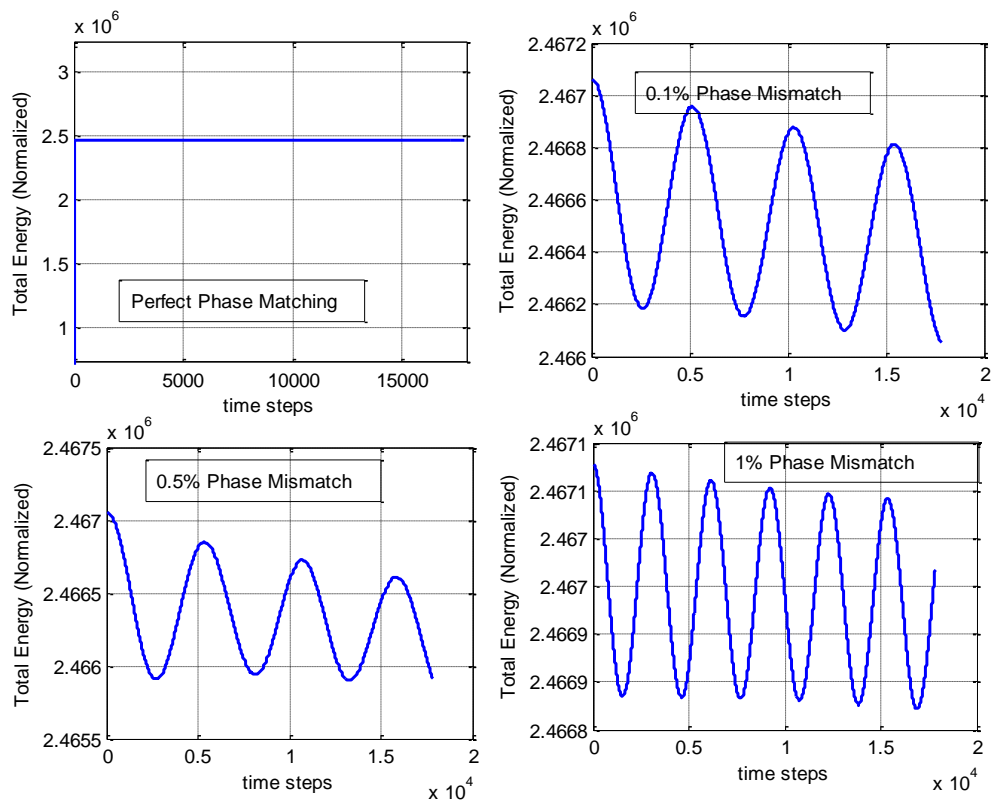 x 10^6
3
2.5
2
1.5
1
Total Energy (Normalized)
Perfect Phase Matching
0
5000
10000
15000
time steps
x 10^6
2.4672
2.467
2.4668
2.4666
2.4664
2.4662
2.466
Total Energy (Normalized)
0.1% Phase Mismatch
0
0.5
1
1.5
2
time steps
x 10^4
x 10^6
2.4675
2.467
2.4665
2.466
2.4655
Total Energy (Normalized)
0.5% Phase Mismatch
0
0.5
1
1.5
2
time steps
x 10^4
x 10^6
2.4671
2.4671
2.467
2.467
2.4669
2.4669
2.4668
Total Energy (Normalized)
1% Phase Mismatch
0
0.5
1
1.5
2
time steps
x 10^4